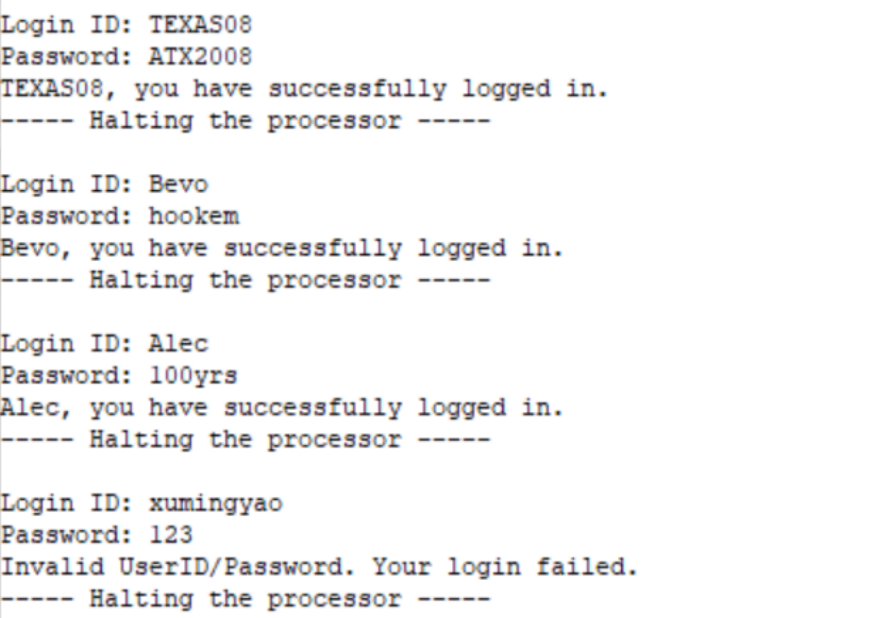 Login ID: TEXAS08
Password: ATX2008
TEXAS08, you have successfully logged in.
----- Halting the processor -----
Login ID: Bevo
Password: hookem
Bevo, you have successfully logged in.
----- Halting the processor -----
Login ID: Alec
Password: 100yrs
Alec, you have successfully logged in.
----- Halting the processor -----
Login ID: xumingyao
Password: 123
Invalid UserID/Password. Your login failed.
----- Halting the processor -----